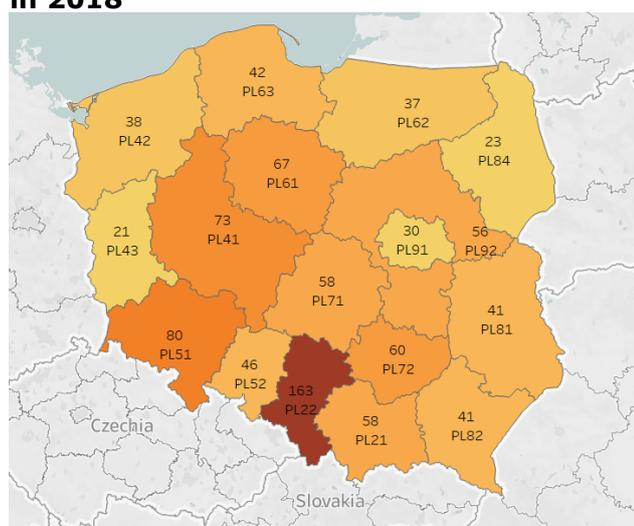 in 2018
42
PL63
37
PL62
38
PL42
23
PL84
67
PL61
73
PL41
21
PL43
30
PL91
56
PL92
58
PL71
41
PL81
80
PL51
46
PL52
60
PL72
163
PL22
58
PL21
41
PL82
Czechia
Slovakia